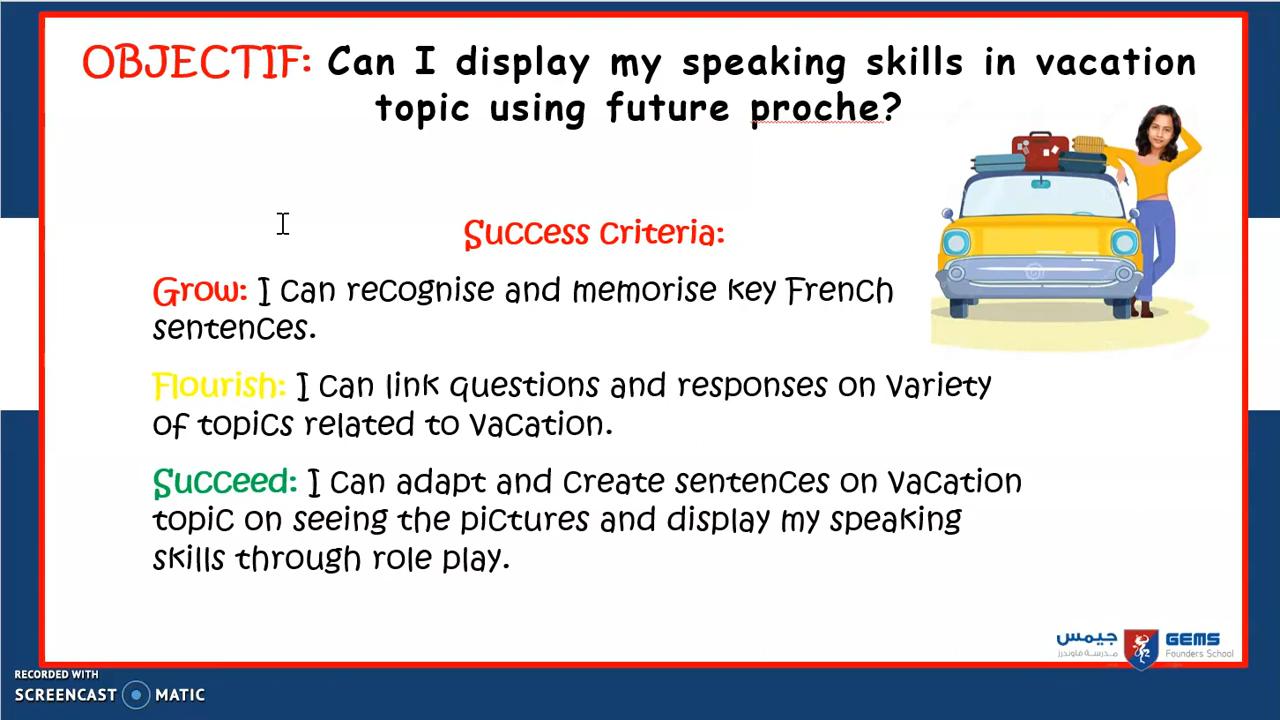 OBJECTIF: Can I display my speaking skills in vacation
topic using future proche?
Success criteria:
Grow: I can recognise and memorise key French
sentences.
Flourish: I can link questions and responses on variety
of topics related to vacation.
Succeed: I can adapt and create sentences on vacation
topic on seeing the pictures and display my speaking
skills through role play.
جيمس GEMS
مدرسة فاوندرز Founders School
RECORDED WITH
SCREENCAST MATIC